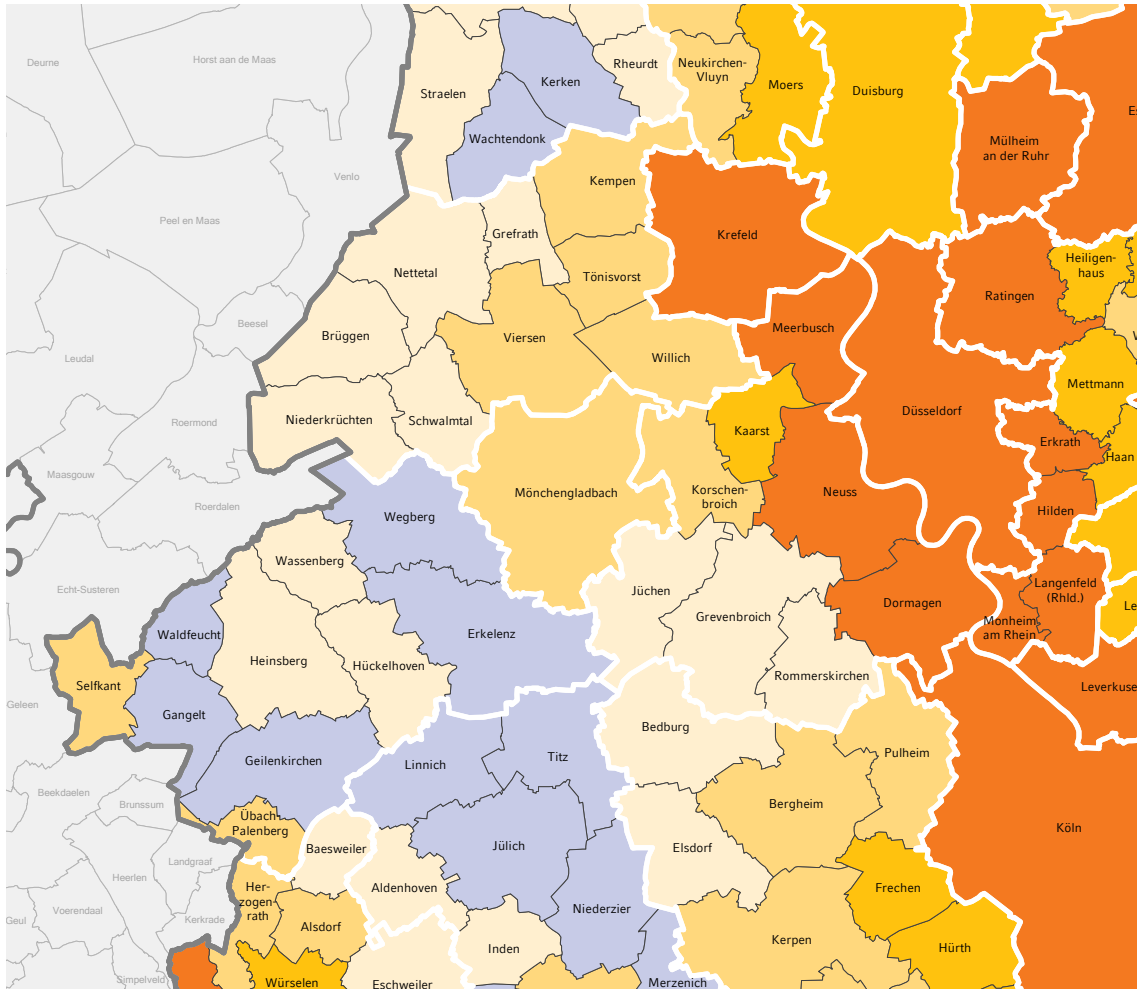 Deurne
Horst aan de Maas
Rheurdt
Neukirchen-
Vluyn
Kerken
Moers
Duisburg
Straelen
Wachtendonk
Mülheim
an der Ruhr
Venlo
Kempen
Peel en Maas
Grefrath
Krefeld
Nettetal
Tönisvorst
Heiligen-
haus
Ratingen
Beesel
Meerbusch
Brüggen
Viersen
Leudal
Willich
Mettmann
Düsseldorf
Roermond
Niederkrüchten
Schwalmtal
Kaarst
Erkrath
Haan
Maasgouw
Mönchengladbach
Korschen-
broich
Neuss
Roerdalen
Wegberg
Hilden
Wassenberg
Echt-Susteren
Jüchen
Langenfeld
(Rhld.)
Dormagen
Le
Grevenbroich
Monheim
am Rhein
Waldfeucht
Erkelenz
Heinsberg
Hückelhoven
Rommerskirchen
Selfkant
Leverkuse
Geleen
Gangelt
Bedburg
Pulheim
Geilenkirchen
Linnich
Titz
Beekdaelen
Brunssum
Bergheim
Übach-
Palenberg
Köln
Baesweiler
Jülich
Elsdorf
Landgraaf
Heerlen
Aldenhoven
Her-
zogen
rath
Frechen
Voerendaal
Niederzier
Geul
Kerkrade
Alsdorf
Kerpen
Inden
Hürth
Simpelveld
Würselen
Eschweiler
Merzenich